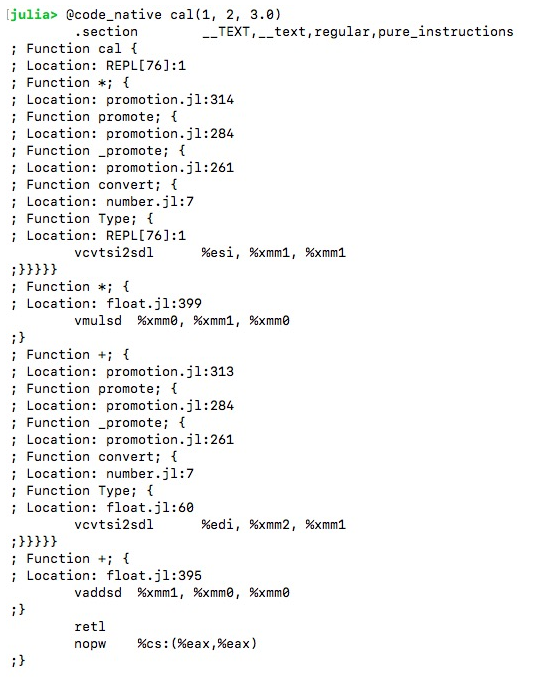 [julia> @code_native cal(1, 2, 3.0)
.section __TEXT,__text,regular,pure_instructions
; Function cal {
; Location: REPL[76]:1
; Function *; {
; Location: promotion.jl:314
; Function promote; {
; Location: promotion.jl:284
; Function _promote; {
; Location: promotion.jl:261
; Function convert; {
; Location: number.jl:7
; Function Type; {
; Location: REPL[76]:1
vcvtsi2sdl %esi, %xmm1, %xmm1
;}}}}}
; Function *; {
; Location: float.jl:399
vmulsd %xmm0, %xmm1, %xmm0
;}
; Function +; {
; Location: promotion.jl:313
; Function promote; {
; Location: promotion.jl:284
; Function _promote; {
; Location: promotion.jl:261
; Function convert; {
; Location: number.jl:7
; Function Type; {
; Location: float.jl:60
vcvtsi2sdl %edi, %xmm2, %xmm1
;}}}}}
; Function +; {
; Location: float.jl:395
vaddsd %xmm1, %xmm0, %xmm0
;}
retl
nopw %cs:(%eax,%eax)
;}